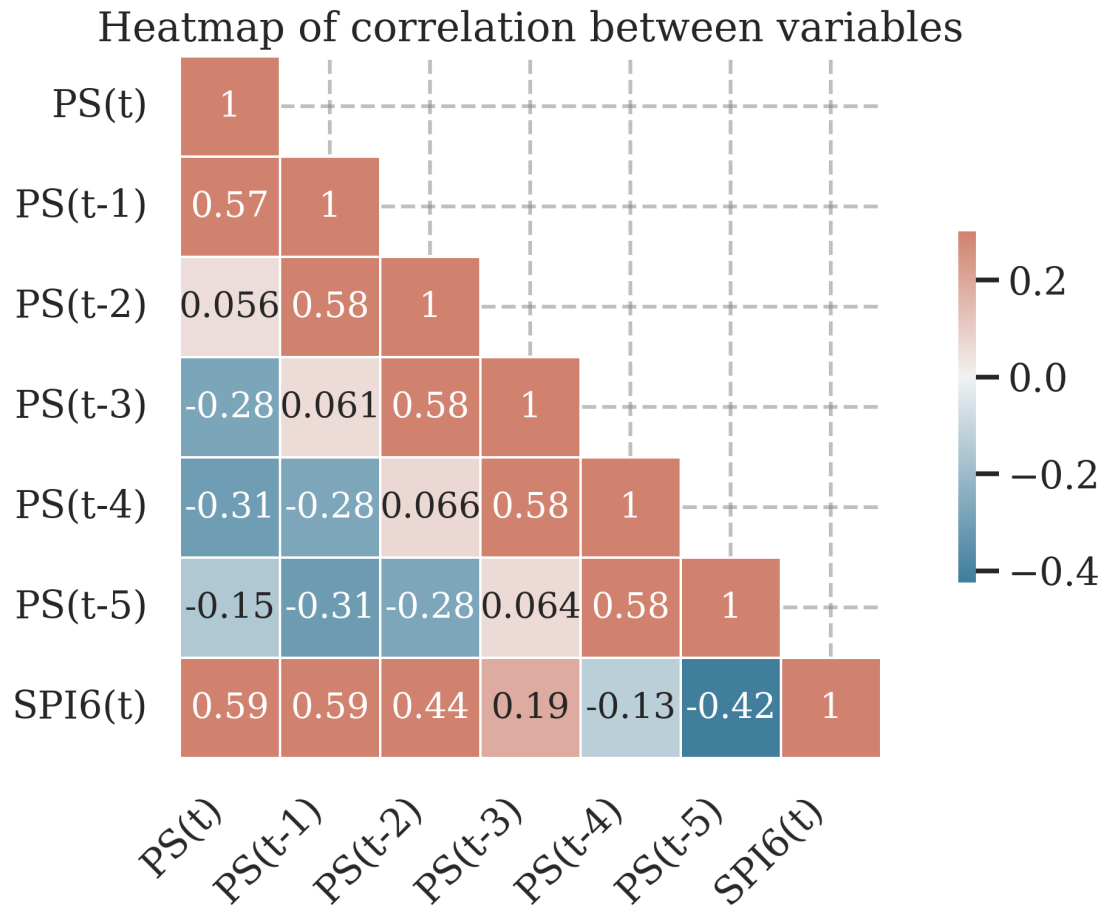 Heatmap of correlation between variables
PS(t) 1
PS(t-1) 0.57 1
PS(t-2) 0.056 0.58 1
PS(t-3) -0.28 0.061 0.58 1
PS(t-4) -0.31 -0.28 0.066 0.58 1
PS(t-5) -0.15 -0.31 -0.28 0.064 0.58 1
SPI6(t) 0.59 0.59 0.44 0.19 -0.13 -0.42 1
PS(t) PS(t-1) PS(t-2) PS(t-3) PS(t-4) PS(t-5) SPI6(t)
0.2
0.0
−0.2
−0.4